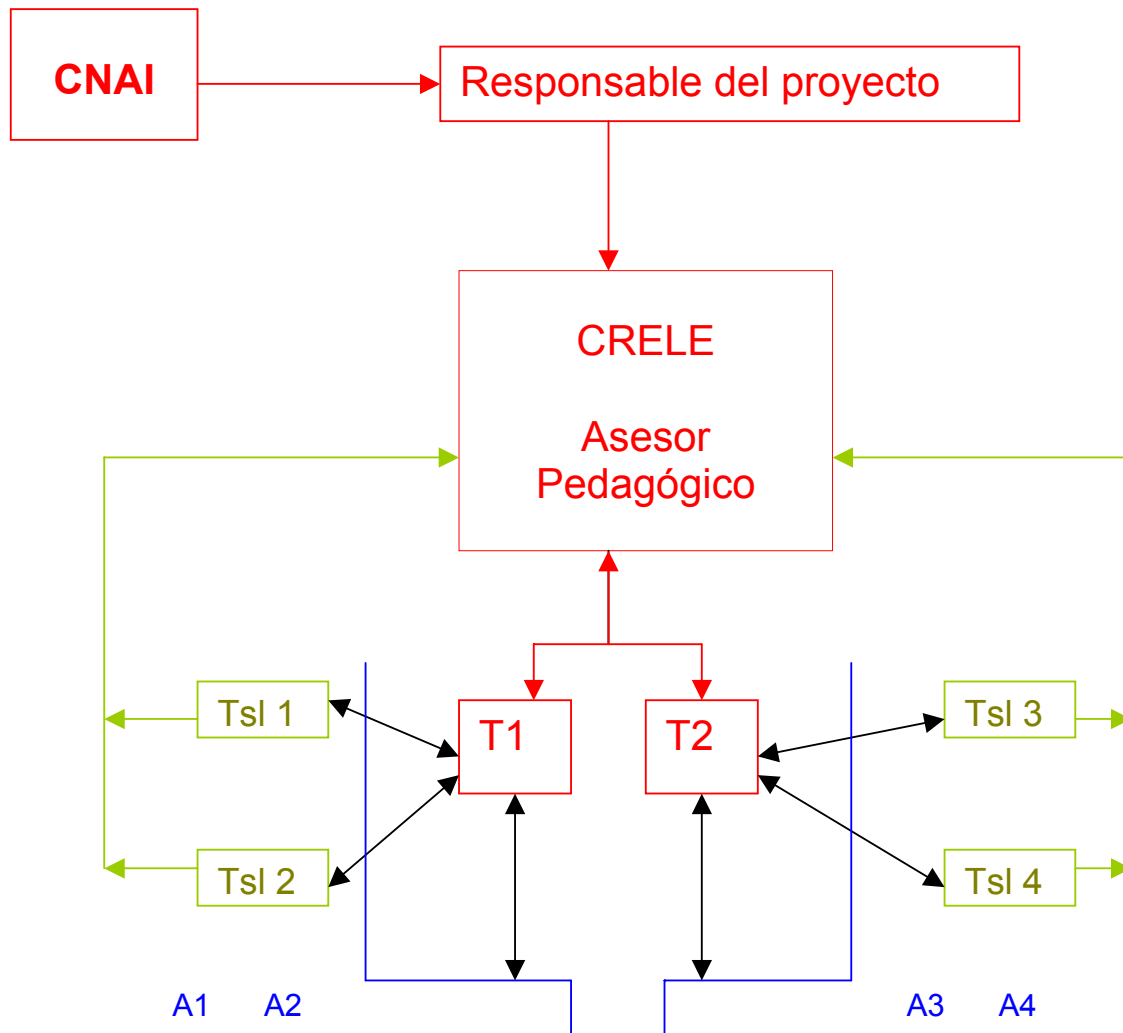 CNAI
Responsable del proyecto
CRELE
Asesor
Pedagógico
T1
T2
Tsl 1
Tsl 3
Tsl 2
Tsl 4
A1 A2
A3 A4